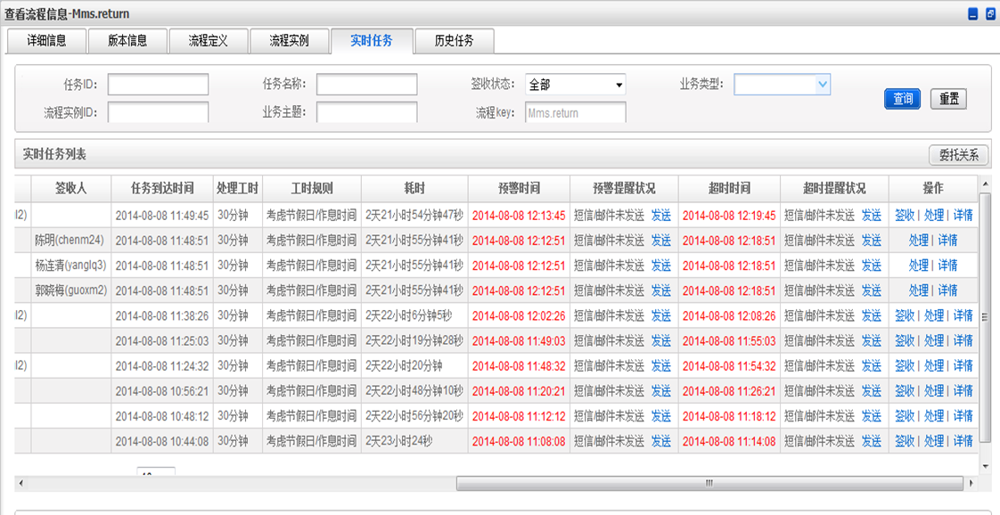 查看流程信息-Mms.return
详细信息 版本信息 流程定义 流程实例 实时任务 历史任务
任务ID: 任务名称: 签收状态: 全部 业务类型:
查询 重置
流程实例ID: 业务主题: 流程key: Mms.return
实时任务列表 委托关系
签收人 任务到达时间 处理工时 工时规则 耗时 预警时间 预警提醒状况 超时时间 超时提醒状况 操作
l2) 2014-08-08 11:49:45 30分钟 考虑节假日/作息时间 2天21小时54分钟47秒 2014-08-08 12:13:45 短信/邮件未发送 发送 2014-08-08 12:19:45 短信/邮件未发送 发送 签收 | 处理 | 详情
陈明(chenm24) 2014-08-08 11:48:51 30分钟 考虑节假日/作息时间 2天21小时55分钟41秒 2014-08-08 12:12:51 短信/邮件未发送 发送 2014-08-08 12:18:51 短信/邮件未发送 发送 处理 | 详情
杨连清(yanglq3) 2014-08-08 11:48:51 30分钟 考虑节假日/作息时间 2天21小时55分钟41秒 2014-08-08 12:12:51 短信/邮件未发送 发送 2014-08-08 12:18:51 短信/邮件未发送 发送 处理 | 详情
郭晓梅(guoxm2) 2014-08-08 11:48:51 30分钟 考虑节假日/作息时间 2天21小时55分钟41秒 2014-08-08 12:12:51 短信/邮件未发送 发送 2014-08-08 12:18:51 短信/邮件未发送 发送 处理 | 详情
l2) 2014-08-08 11:38:26 30分钟 考虑节假日/作息时间 2天22小时6分钟5秒 2014-08-08 12:02:26 短信/邮件未发送 发送 2014-08-08 12:08:26 短信/邮件未发送 发送 签收 | 处理 | 详情
2014-08-08 11:25:03 30分钟 考虑节假日/作息时间 2天22小时19分钟28秒 2014-08-08 11:49:03 短信/邮件未发送 发送 2014-08-08 11:55:03 短信/邮件未发送 发送 签收 | 处理 | 详情
l2) 2014-08-08 11:24:32 30分钟 考虑节假日/作息时间 2天22小时20分钟 2014-08-08 11:48:32 短信/邮件未发送 发送 2014-08-08 11:54:32 短信/邮件未发送 发送 签收 | 处理 | 详情
2014-08-08 10:56:21 30分钟 考虑节假日/作息时间 2天22小时48分钟10秒 2014-08-08 11:20:21 短信/邮件未发送 发送 2014-08-08 11:26:21 短信/邮件未发送 发送 签收 | 处理 | 详情
2014-08-08 10:48:12 30分钟 考虑节假日/作息时间 2天22小时56分钟20秒 2014-08-08 11:12:12 短信/邮件未发送 发送 2014-08-08 11:18:12 短信/邮件未发送 发送 签收 | 处理 | 详情
2014-08-08 10:44:08 30分钟 考虑节假日/作息时间 2天23小时24秒 2014-08-08 11:08:08 短信/邮件未发送 发送 2014-08-08 11:14:08 短信/邮件未发送 发送 签收 | 处理 | 详情